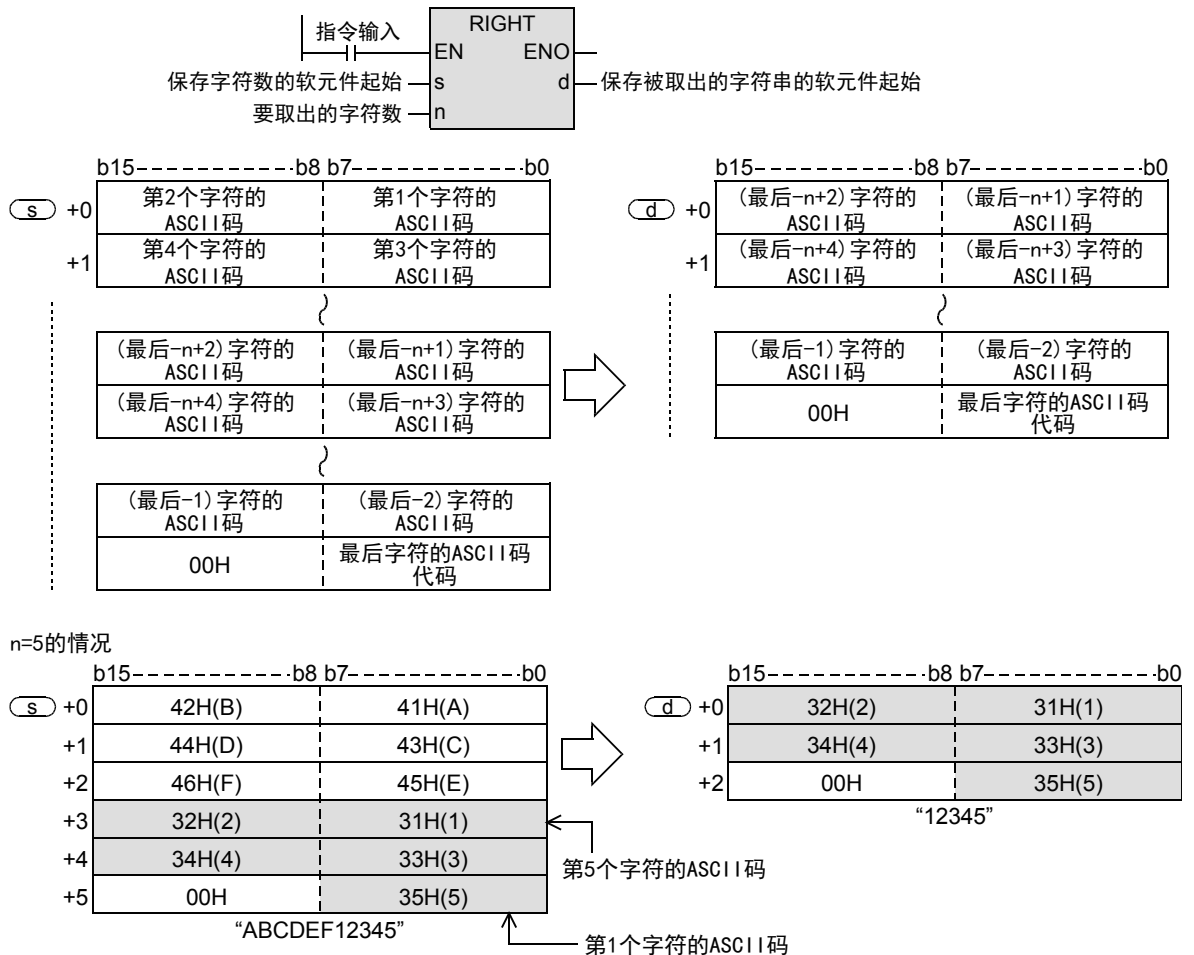 RIGHT
指令输入
EN ENO
保存字符数的软元件起始 s d 保存被取出的字符串的软元件起始
要取出的字符数 n
b15 b8 b7 b0
s +0 第2个字符的ASCII码 第1个字符的ASCII码
+1 第4个字符的ASCII码 第3个字符的ASCII码
(最后-n+2)字符的ASCII码 (最后-n+1)字符的ASCII码
(最后-n+4)字符的ASCII码 (最后-n+3)字符的ASCII码
(最后-1)字符的ASCII码 (最后-2)字符的ASCII码
00H 最后字符的ASCII码代码
b15 b8 b7 b0
d +0 (最后-n+2)字符的ASCII码 (最后-n+1)字符的ASCII码
+1 (最后-n+4)字符的ASCII码 (最后-n+3)字符的ASCII码
(最后-1)字符的ASCII码 (最后-2)字符的ASCII码
00H 最后字符的ASCII码代码
n=5的情况
b15 b8 b7 b0
s +0 42H(B) 41H(A)
+1 44H(D) 43H(C)
+2 46H(F) 45H(E)
+3 32H(2) 31H(1)
+4 34H(4) 33H(3)
+5 00H 35H(5)
“ABCDEF12345”
第5个字符的ASCII码
第1个字符的ASCII码
b15 b8 b7 b0
d +0 32H(2) 31H(1)
+1 34H(4) 33H(3)
+2 00H 35H(5)
“12345”